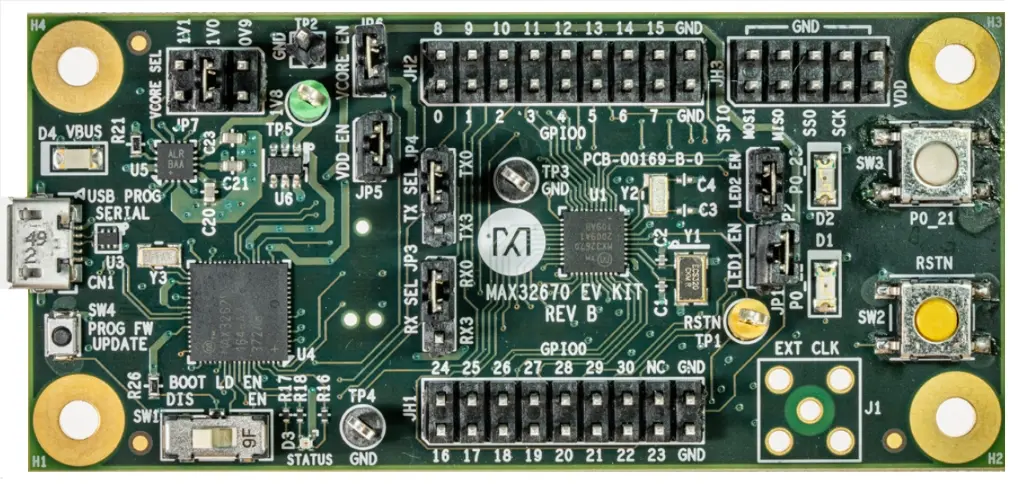 H4
1V1
1V0
0V9
VCORE SEL
JP7
GND
TP2
1V8
TP5
JP6
VCORE EN
VDD EN
JP5
JH2
8 9 10 11 12 13 14 15 GND
0 1 2 3 4 5 6 7 GND
GPIO0
JH3
GND
SPI0
MOSI
MISO
SS0
SCK
VDD
H3
D4 VBUS
R21
U5
ALR
BAX
C23
C21
C20
U6
JP4
TX0
TX SEL
TX3
TP3
GND
PCB-00169-B-0
U1
Y2
C4
C3
LED2 EN
P0_23
JP2
D2
SW3
P0_21
USB PROG
SERIAL
49
2
U3
CN1
Y3
JP3
RX0
RX SEL
RX3
MAX32670
MAX32670 EV KIT
REV B
C2
Y1
C1
LED1 EN
JP1
D1
RSTN
TP1
RSTN
SW2
SW4
PROG FW
UPDATE
U4
GPIO0
EXT CLK
J1
R26
BOOT LD EN
DIS EN
SW1
9F
R17
R18
R16
D3
STATUS
TP4
GND
JH1
24 25 26 27 28 29 30 NC GND
16 17 18 19 20 21 22 23 GND
H1
H2